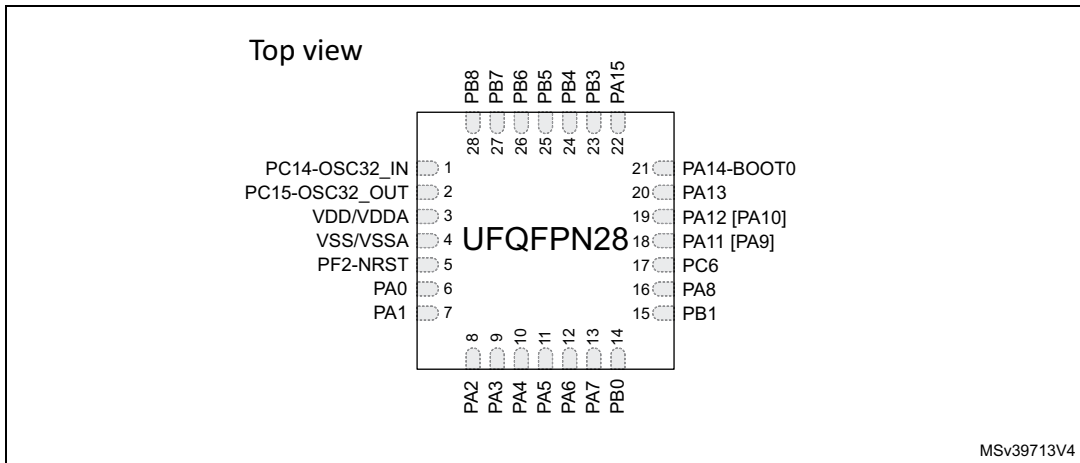 Top view
PB8
PB7
PB6
PB5
PB4
PB3
PA15
28
27
26
25
24
23
22
PC14-OSC32_IN 1
PC15-OSC32_OUT 2
VDD/VDDA 3
VSS/VSSA 4
PF2-NRST 5
PA0 6
PA1 7
UFQFPN28
21 PA14-BOOT0
20 PA13
19 PA12 [PA10]
18 PA11 [PA9]
17 PC6
16 PA8
15 PB1
8
9
10
11
12
13
14
PA2
PA3
PA4
PA5
PA6
PA7
PB0
MSv39713V4